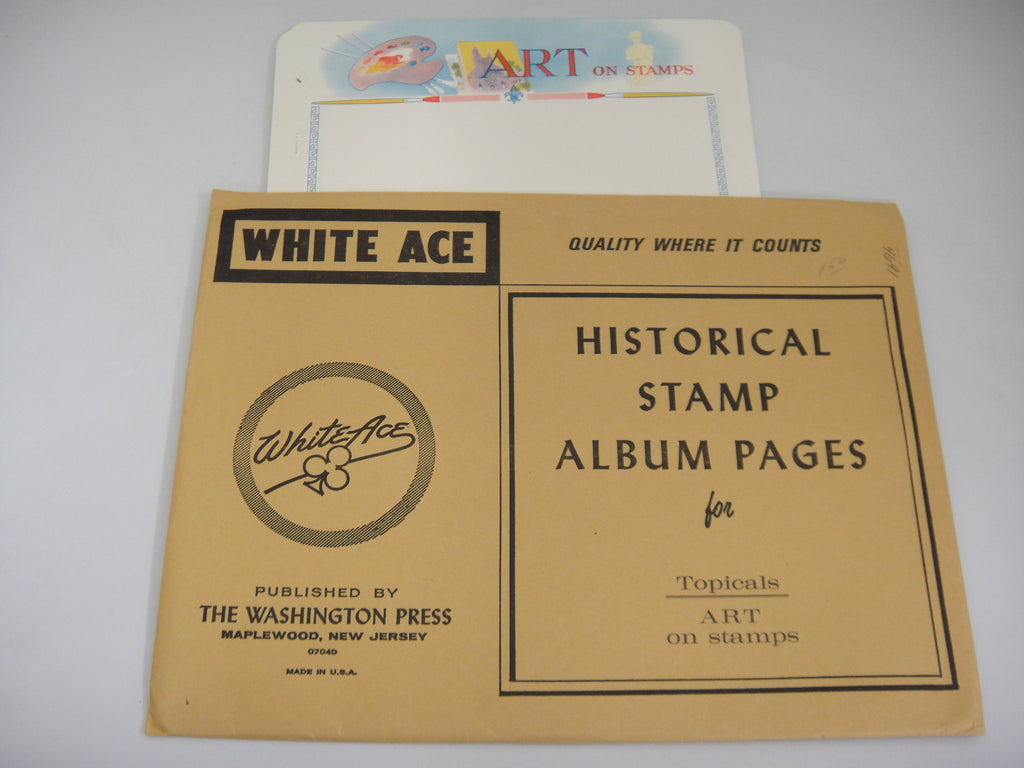 ART ON STAMPS
WHITE ACE
QUALITY WHERE IT COUNTS
HISTORICAL
STAMP
ALBUM PAGES
for
Topicals
ART
on stamps
White Ace
PUBLISHED BY
THE WASHINGTON PRESS
MAPLEWOOD, NEW JERSEY
07040
MADE IN U.S.A.